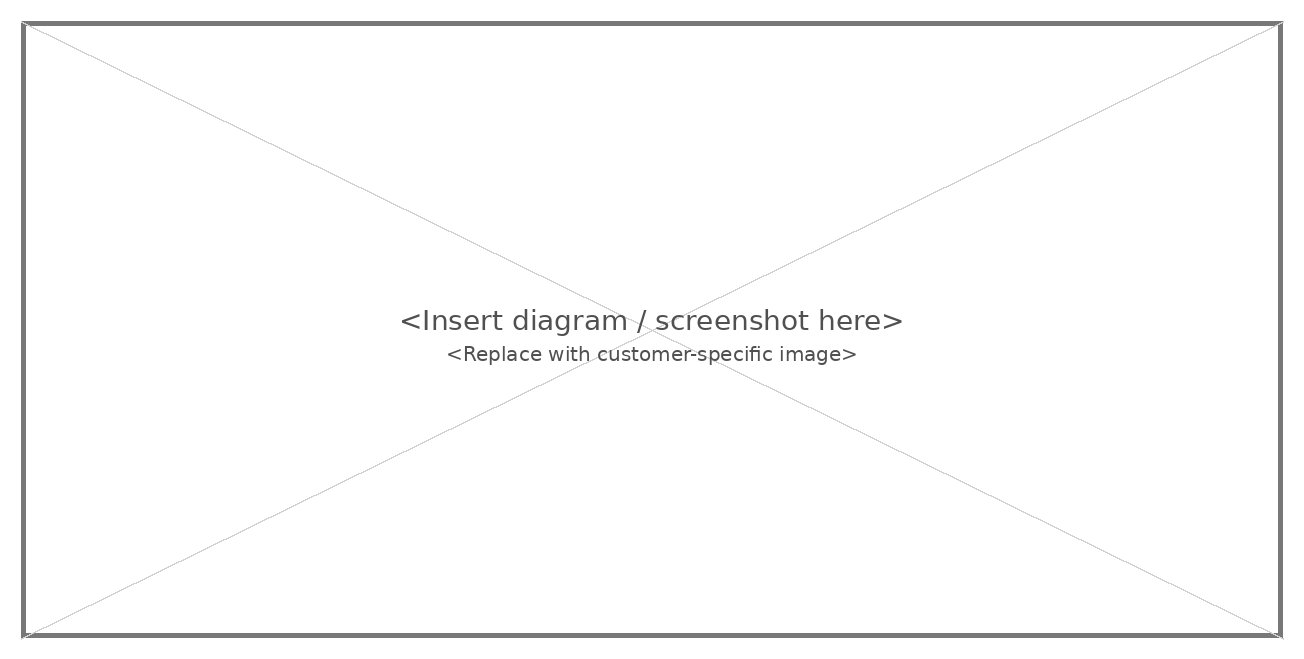 <Insert diagram / screenshot here>
<Replace with customer-specific image>